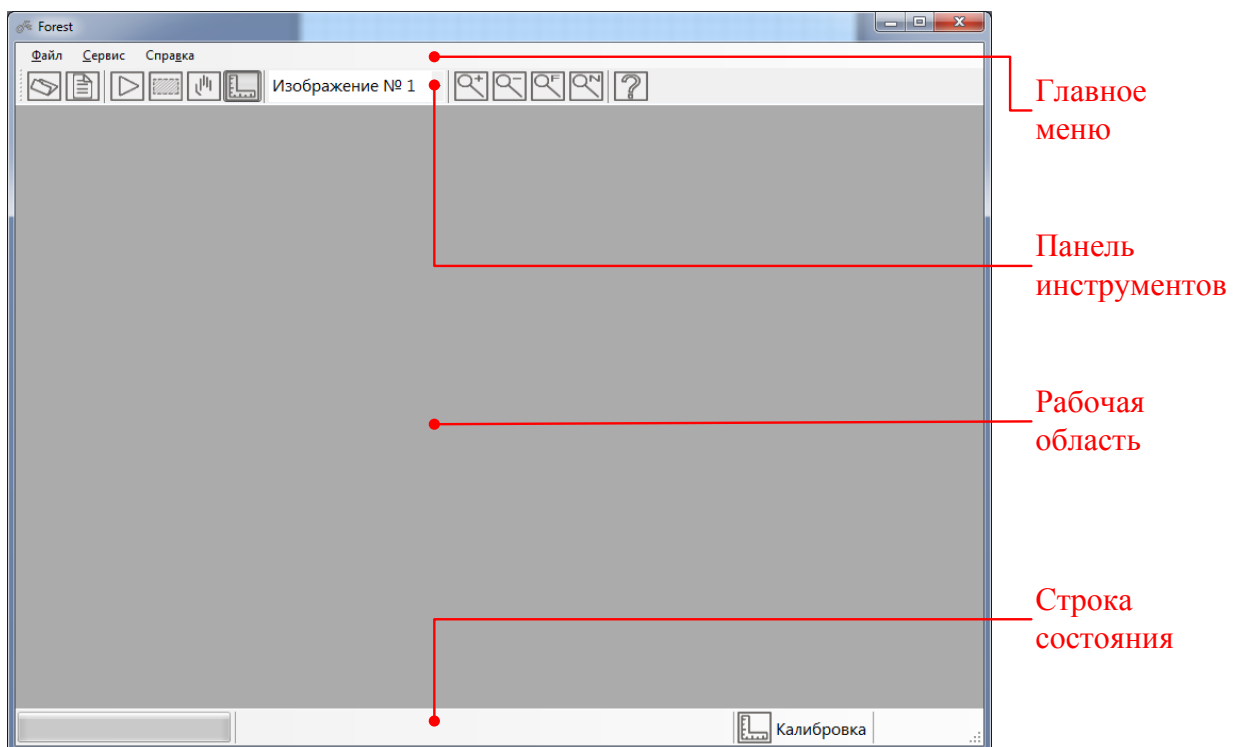 Forest
Файл Сервис Справка
Изображение № 1
Главное
меню
Панель
инструментов
Рабочая
область
Строка
состояния
Калибровка